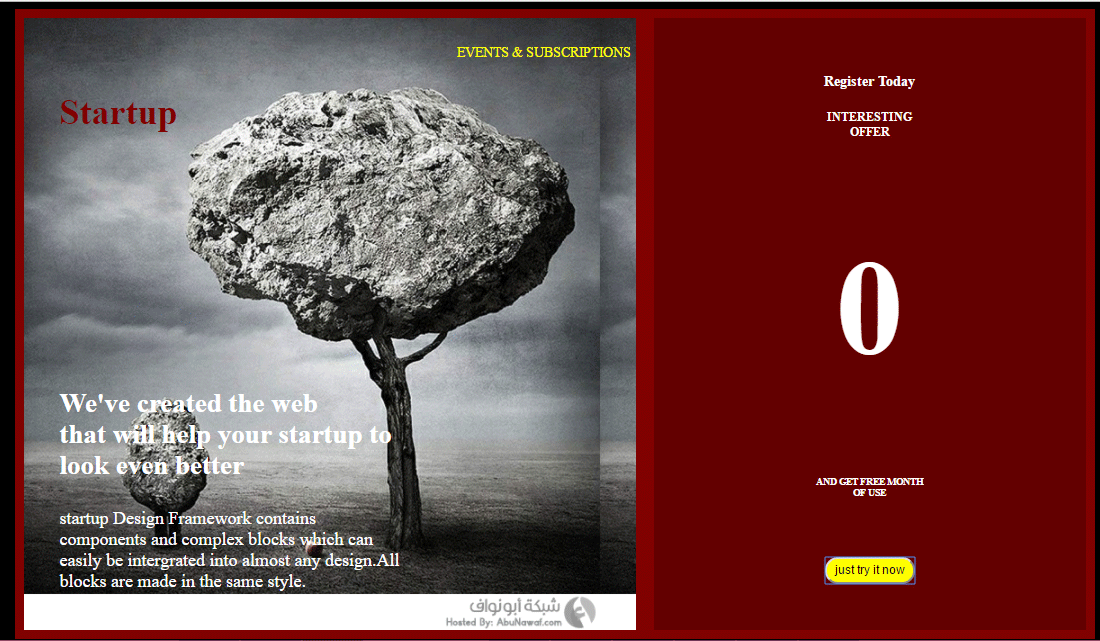 EVENTS & SUBSCRIPTIONS
Startup
We've created the web
that will help your startup to
look even better
startup Design Framework contains
components and complex blocks which can
easily be intergrated into almost any design.All
blocks are made in the same style.
شبكة أبونواف
Hosted By: AbuNawaf.com
Register Today
INTERESTING
OFFER
0
AND GET FREE MONTH
OF USE
just try it now